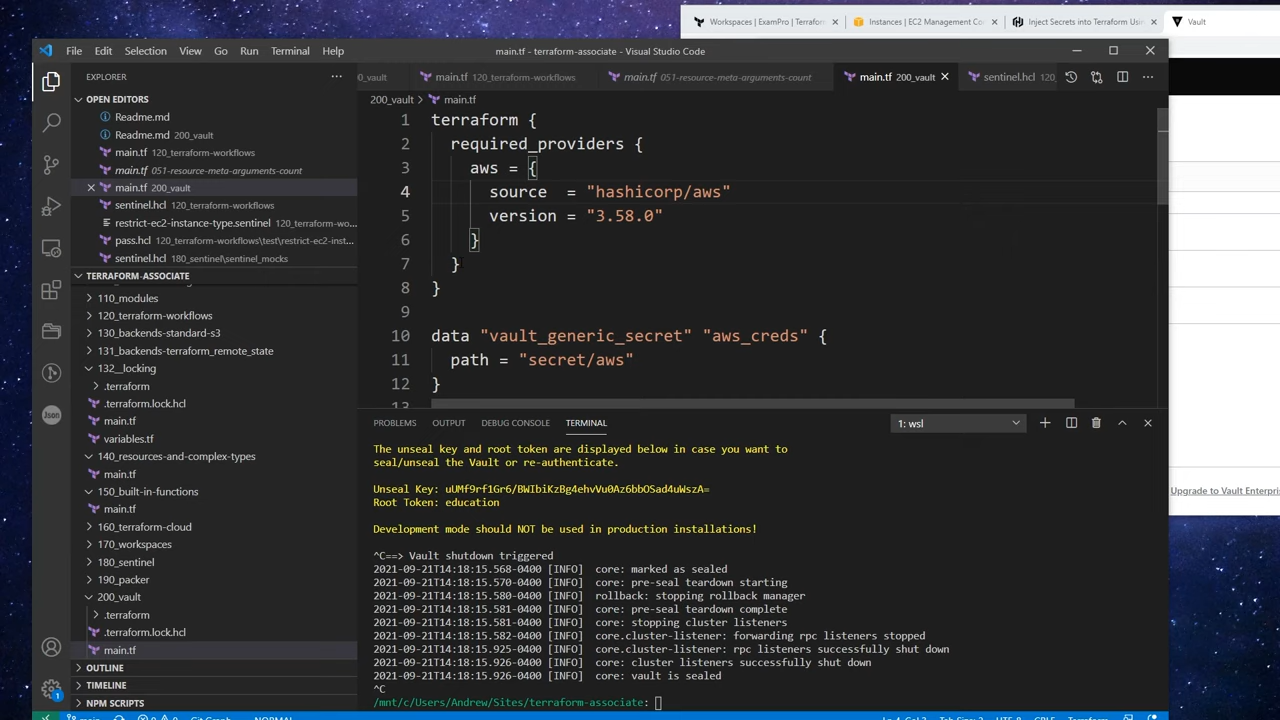 Workspaces | ExamPro | Terraform
Instances | EC2 Management Co
Inject Secrets into Terraform Usin
Vault
File Edit Selection View Go Run Terminal Help
main.tf - terraform-associate - Visual Studio Code
EXPLORER
0_vault
main.tf 120_terraform-workflows
main.tf 051-resource-meta-arguments-count
main.tf 200_vault
sentinel.hcl 120_
200_vault > main.tf
OPEN EDITORS
Readme.md
Readme.md 200_vault
main.tf 120_terraform-workflows
main.tf 051-resource-meta-arguments-count
main.tf 200_vault
sentinel.hcl 120_terraform-workflows
restrict-ec2-instance-type.sentinel 120_terraform-wo...
pass.hcl 120_terraform-workflows\test\restrict-ec2-inst...
sentinel.hcl 180_sentinel\sentinel_mocks
TERRAFORM-ASSOCIATE
110_modules
120_terraform-workflows
130_backends-standard-s3
131_backends-terraform_remote_state
132__locking
.terraform
.terraform.lock.hcl
main.tf
variables.tf
140_resources-and-complex-types
main.tf
150_built-in-functions
main.tf
160_terraform-cloud
170_workspaces
180_sentinel
190_packer
200_vault
.terraform
.terraform.lock.hcl
main.tf
OUTLINE
TIMELINE
NPM SCRIPTS
Json
1
1 terraform {
2 required_providers {
3 aws = {
4 source = "hashicorp/aws"
5 version = "3.58.0"
6 }
7 }
8 }
9
10 data "vault_generic_secret" "aws_creds" {
11 path = "secret/aws"
12 }
13
PROBLEMS OUTPUT DEBUG CONSOLE TERMINAL
1: wsl
The unseal key and root token are displayed below in case you want to
seal/unseal the Vault or re-authenticate.
Unseal Key: uUMf9rf1Gr6/BWIbiKzBg4ehvVu0Az6bbOSad4uWszA=
Root Token: education
Development mode should NOT be used in production installations!
^C==> Vault shutdown triggered
2021-09-21T14:18:15.568-0400 [INFO] core: marked as sealed
2021-09-21T14:18:15.570-0400 [INFO] core: pre-seal teardown starting
2021-09-21T14:18:15.580-0400 [INFO] rollback: stopping rollback manager
2021-09-21T14:18:15.581-0400 [INFO] core: pre-seal teardown complete
2021-09-21T14:18:15.581-0400 [INFO] core: stopping cluster listeners
2021-09-21T14:18:15.582-0400 [INFO] core.cluster-listener: forwarding rpc listeners stopped
2021-09-21T14:18:15.925-0400 [INFO] core.cluster-listener: rpc listeners successfully shut down
2021-09-21T14:18:15.926-0400 [INFO] core: cluster listeners successfully shut down
2021-09-21T14:18:15.926-0400 [INFO] core: vault is sealed
^C
/mnt/c/Users/Andrew/Sites/terraform-associate:
Upgrade to Vault Enterpris